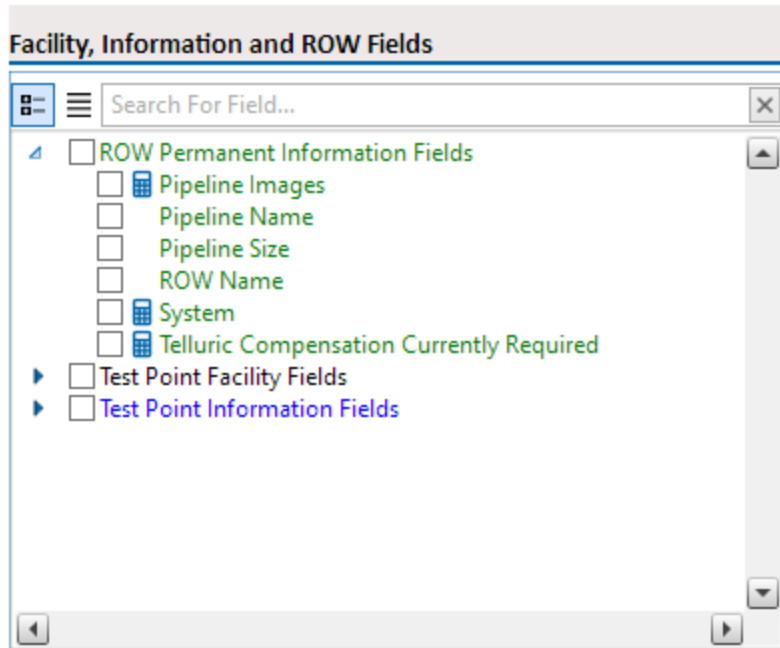 Facility, Information and ROW Fields
Search For Field...
ROW Permanent Information Fields
Pipeline Images
Pipeline Name
Pipeline Size
ROW Name
System
Telluric Compensation Currently Required
Test Point Facility Fields
Test Point Information Fields